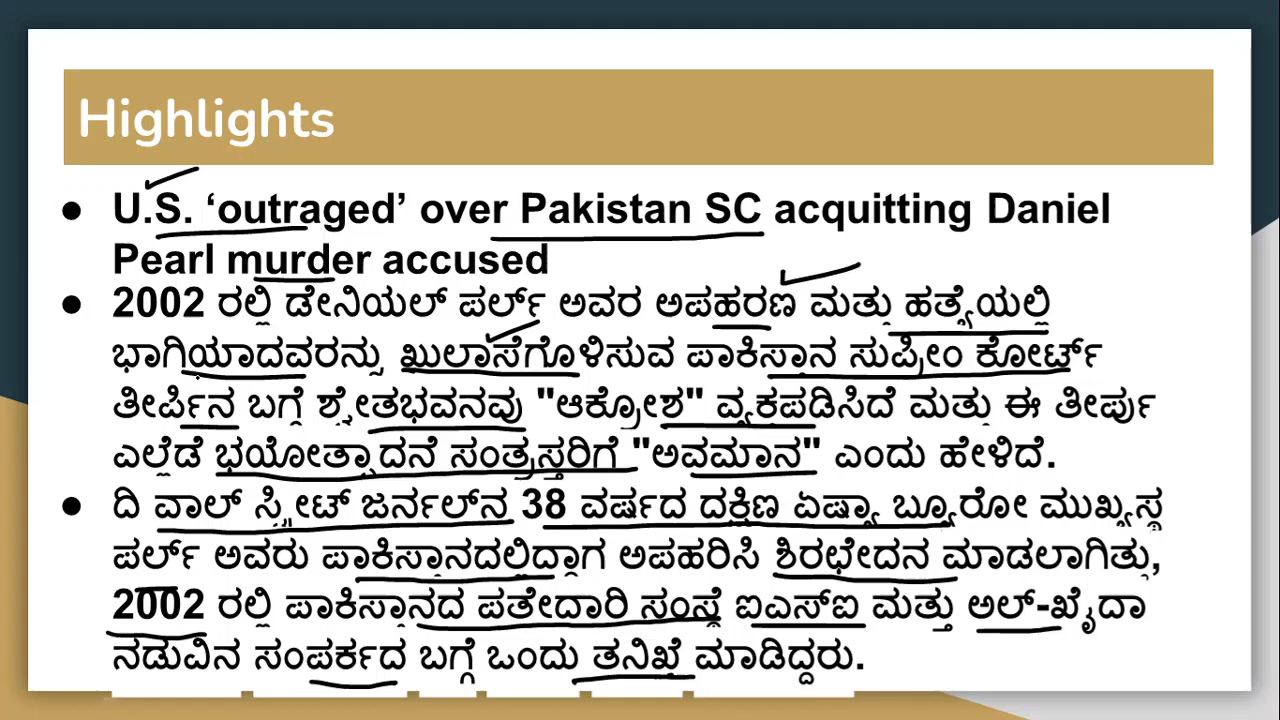 Highlights
● U.S. ‘outraged’ over Pakistan SC acquitting Daniel
Pearl murder accused
● 2002 ರಲ್ಲಿ ಡೇನಿಯಲ್ ಪರ್ಲ್ ಅವರ ಅಪಹರಣ ಮತ್ತು ಹತ್ಯೆಯಲ್ಲಿ
ಭಾಗಿಯಾದವರನ್ನು ಖುಲಾಸೆಗೊಳಿಸುವ ಪಾಕಿಸ್ತಾನ ಸುಪ್ರೀಂ ಕೋರ್ಟ್
ತೀರ್ಪಿನ ಬಗ್ಗೆ ಶ್ವೇತಭವನವು "ಆಕ್ರೋಶ" ವ್ಯಕ್ತಪಡಿಸಿದೆ ಮತ್ತು ಈ ತೀರ್ಪು
ಎಲ್ಲೆಡೆ ಭಯೋತ್ಪಾದನೆ ಸಂತ್ರಸ್ತರಿಗೆ "ಅವಮಾನ" ಎಂದು ಹೇಳಿದೆ.
● ದಿ ವಾಲ್ ಸ್ಟ್ರೀಟ್ ಜರ್ನಲ್‌ನ 38 ವರ್ಷದ ದಕ್ಷಿಣ ಏಷ್ಯಾ ಬ್ಯೂರೋ ಮುಖ್ಯಸ್ಥ
ಪರ್ಲ್ ಅವರು ಪಾಕಿಸ್ತಾನದಲ್ಲಿದ್ದಾಗ ಅಪಹರಿಸಿ ಶಿರಚ್ಛೇದನ ಮಾಡಲಾಗಿತ್ತು,
2002 ರಲ್ಲಿ ಪಾಕಿಸ್ತಾನದ ಪತ್ತೇದಾರಿ ಸಂಸ್ಥೆ ಐಎಸ್ಐ ಮತ್ತು ಅಲ್-ಖೈದಾ
ನಡುವಿನ ಸಂಪರ್ಕದ ಬಗ್ಗೆ ಒಂದು ತನಿಖೆ ಮಾಡಿದ್ದರು.